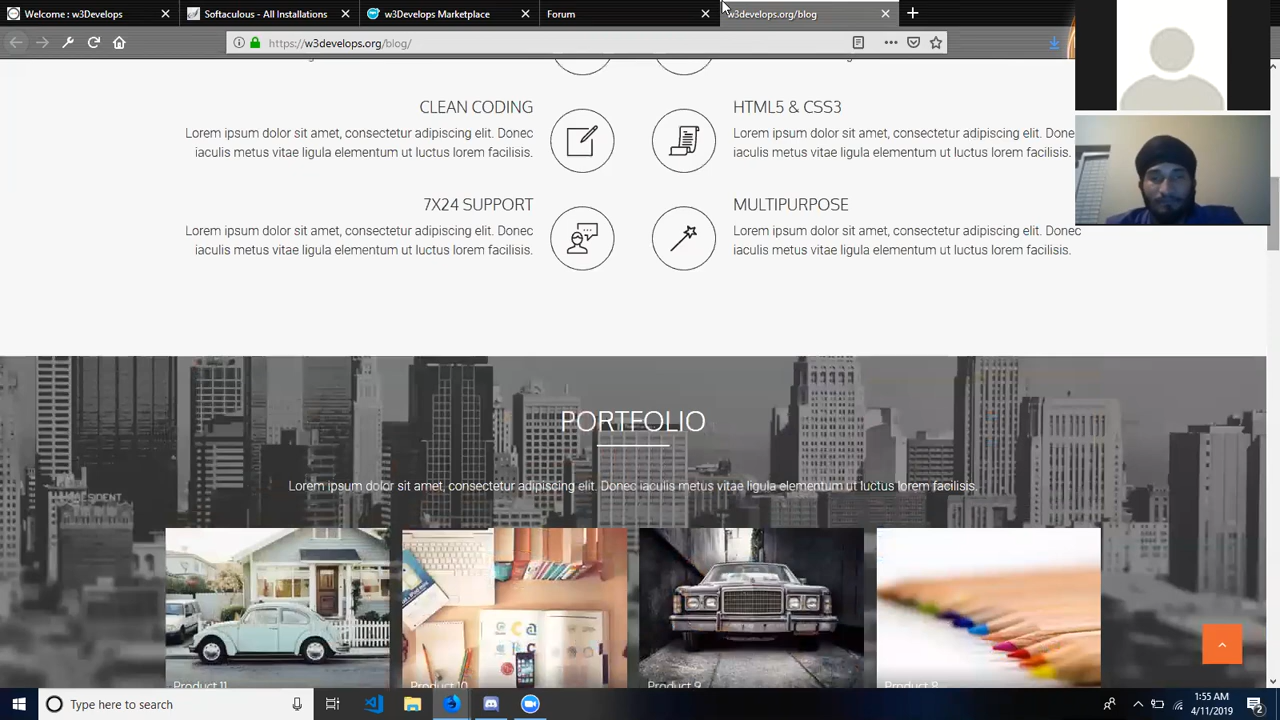 Welcome : w3Develops
Softaculous - All Installations
w3Develops Marketplace
Forum
w3develops.org/blog
https://w3develops.org/blog/
CLEAN CODING
Lorem ipsum dolor sit amet, consectetur adipiscing elit. Donec
iaculis metus vitae ligula elementum ut luctus lorem facilisis.
HTML5 & CSS3
Lorem ipsum dolor sit amet, consectetur adipiscing elit. Done
iaculis metus vitae ligula elementum ut luctus lorem facilisis.
7X24 SUPPORT
Lorem ipsum dolor sit amet, consectetur adipiscing elit. Donec
iaculis metus vitae ligula elementum ut luctus lorem facilisis.
MULTIPURPOSE
Lorem ipsum dolor sit amet, consectetur adipiscing elit. Donec
iaculis metus vitae ligula elementum ut luctus lorem facilisis.
PORTFOLIO
Lorem ipsum dolor sit amet, consectetur adipiscing elit. Donec iaculis metus vitae ligula elementum ut luctus lorem facilisis.
Product 11
Product 10
Product 9
Product 8
Type here to search
1:55 AM
4/11/2019
2